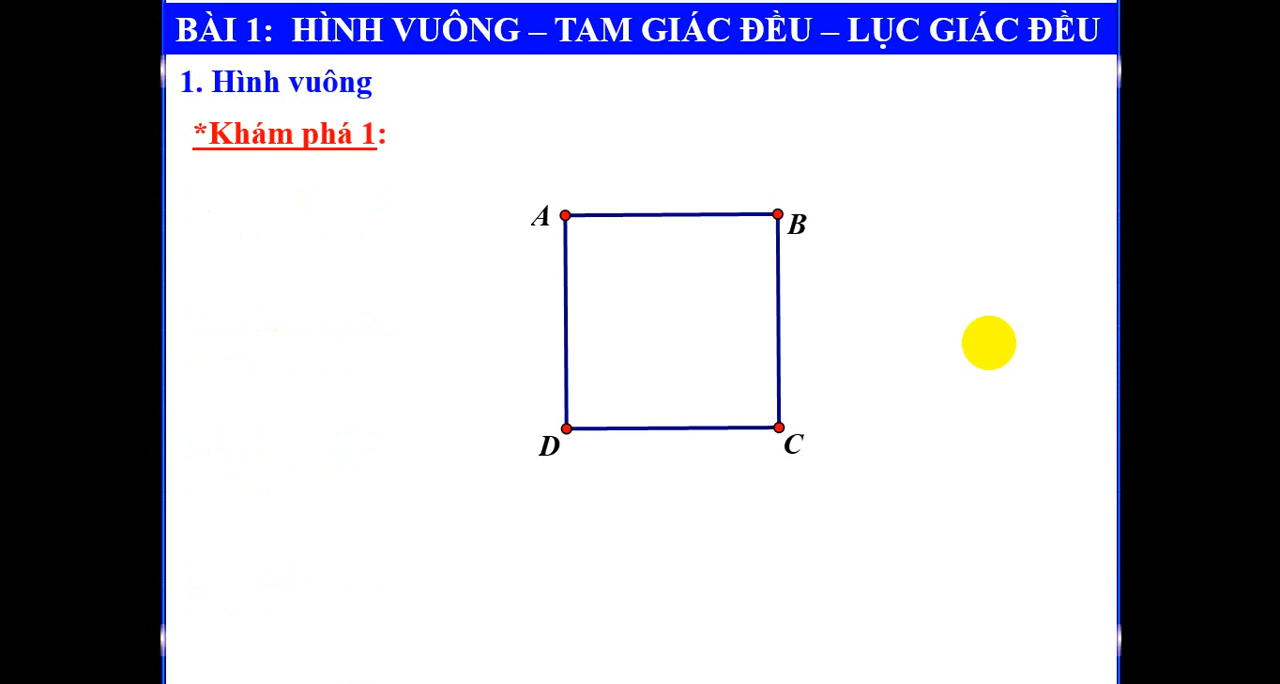 BÀI 1: HÌNH VUÔNG – TAM GIÁC ĐỀU – LỤC GIÁC ĐỀU
1. Hình vuông
*Khám phá 1:
A
B
D
C